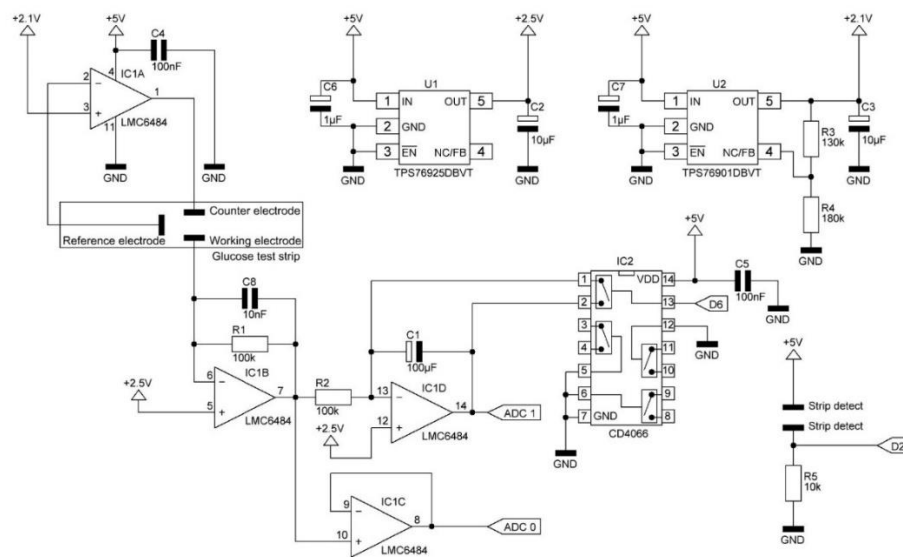 +2.1V
+5V
C4
100nF
4
IC1A
2
1
3
LMC6484
11
GND
GND
+5V
+2.5V
C6
1µF
U1
1
IN
OUT
5
2
GND
3
EN
NC/FB
4
TPS76925DBVT
C2
10µF
GND
GND
+5V
+2.1V
C7
1µF
U2
1
IN
OUT
5
2
GND
3
EN
NC/FB
4
TPS76901DBVT
R3
130k
C3
10µF
GND
GND
R4
180k
GND
Counter electrode
Reference electrode
Working electrode
Glucose test strip
C8
10nF
R1
100k
+2.5V
6
IC1B
7
5
LMC6484
R2
100k
C1
100µF
13
IC1D
14
12
+2.5V
LMC6484
ADC 1
9
IC1C
8
10
LMC6484
ADC 0
+5V
IC2
1
VDD
14
2
13
D6
3
12
GND
4
11
5
10
6
9
7
GND
8
CD4066
GND
C5
100nF
GND
+5V
Strip detect
Strip detect
D2
R5
10k
GND